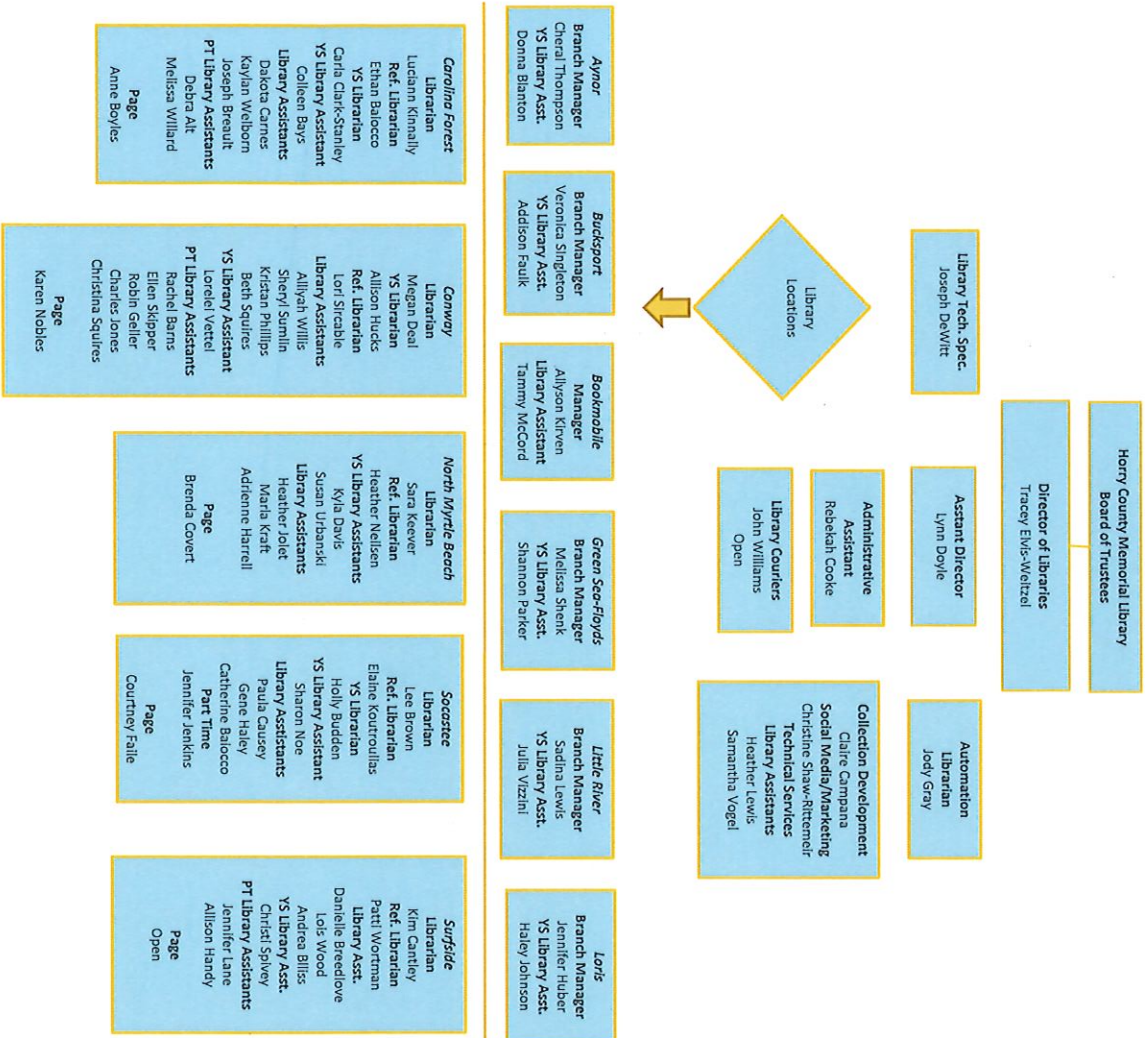 Horry County Memorial Library
Board of Trustees
Director of Libraries
Tracey Elvis-Weitzel
Library Tech. Spec.
Joseph DeWitt
Asstant Director
Lynn Doyle
Automation
Librarian
Jody Gray
Administrative
Assistant
Rebekah Cooke
Library Couriers
John Williams
Open
Collection Development
Claire Campana
Social Media/Marketing
Christine Shaw-Rittemeir
Technical Services
Library Assistants
Heather Lewis
Samantha Vogel
Library
Locations
Aynor
Branch Manager
Cheral Thompson
YS Library Asst.
Donna Blanton
Bucksport
Branch Manager
Veronica Singleton
YS Library Asst.
Addison Faulk
Bookmobile
Manager
Allyson Kirven
Library Assistant
Tammy McCord
Green Sea-Floyds
Branch Manager
Melissa Shenk
YS Library Asst.
Shannon Parker
Little River
Branch Manager
Sadina Lewis
YS Library Asst.
Julia Vizzini
Loris
Branch Manager
Jennifer Huber
YS Library Asst.
Haley Johnson
Carolina Forest
Librarian
Luciann Kinnally
Ref. Librarian
Ethan Balocco
YS Librarian
Carla Clark-Stanley
YS Library Assistant
Colleen Bays
Library Assistants
Dakota Carnes
Kaylan Welborn
Joseph Breault
PT Library Assistants
Debra Alt
Melissa Willard
Page
Anne Boyles
Conway
Librarian
Megan Deal
YS Librarian
Allison Hucks
Ref. Librarian
Lori Sircable
Library Assistants
Alliyah Willis
Sheryl Sumlin
Kristan Phillips
Beth Squires
YS Library Assistant
Lorelei Vettel
PT Library Assistants
Rachel Barns
Ellen Skipper
Robin Geller
Charles Jones
Christina Squires
Page
Karen Nobles
North Myrtle Beach
Librarian
Sara Keever
Ref. Librarian
Heather Neilsen
YS Library Assistants
Kyla Davis
Susan Urbanski
Library Assistants
Heather Jolet
Marla Kraft
Adrienne Harrell
Page
Brenda Covert
Socastee
Librarian
Lee Brown
Ref. Librarian
Elaine Koutroulias
YS Librarian
Holly Budden
YS Library Assistant
Sharon Noe
Library Asstistants
Paula Causey
Gene Haley
Catherine Balocco
Part Time
Jennifer Jenkins
Page
Courtney Faile
Surfside
Librarian
Kim Cantley
Ref. Librarian
Patti Wortman
Library Asst.
Danielle Breedlove
Lois Wood
Andrea Biliss
YS Library Asst.
Christi Spivey
PT Library Assistants
Jennifer Lane
Allison Handy
Page
Open